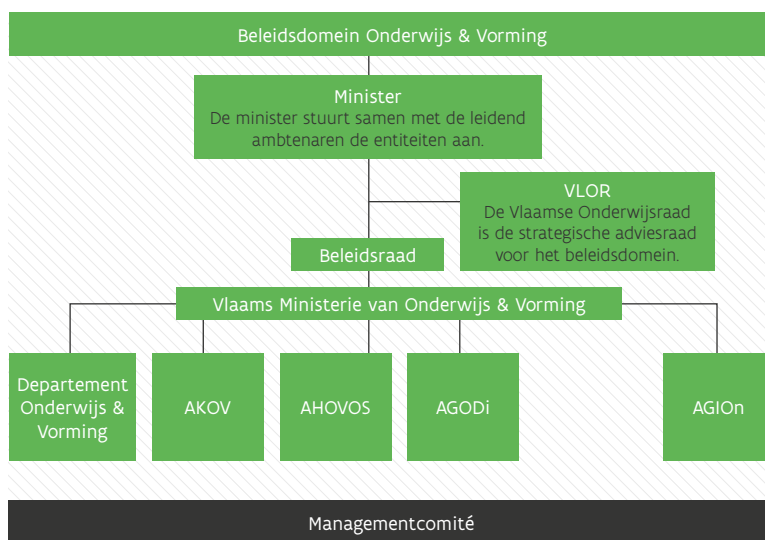 Beleidsdomein Onderwijs & Vorming
Minister
De minister stuurt samen met de leidend
ambtenaren de entiteiten aan.
VLOR
De Vlaamse Onderwijsraad
is de strategische adviesraad
voor het beleidsdomein.
Beleidsraad
Vlaams Ministerie van Onderwijs & Vorming
Departement
Onderwijs &
Vorming
AKOV
AHOVOS
AGODi
AGIOn
Managementcomité